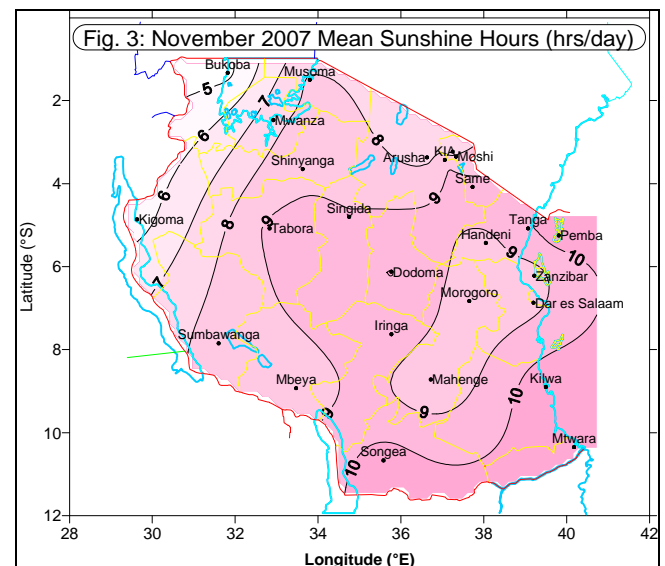 Fig. 3: November 2007 Mean Sunshine Hours (hrs/day)
Bukoba
Musoma
5
2
7
Mwanza
6
8
KIA
Arusha
Moshi
Shinyanga
4
Same
6
9
Singida
9
Kigoma
8
Tabora
Tanga
Pemba
Handeni
9
10
Latitude (°S)
6
Dodoma
Zanzibar
7
Morogoro
Dar es Salaam
Iringa
Sumbawanga
8
Mbeya
Mahenge
Kilwa
10
9
9
10
Mtwara
Songea
10
12
28
30
32
34
36
38
40
42
Longitude (°E)